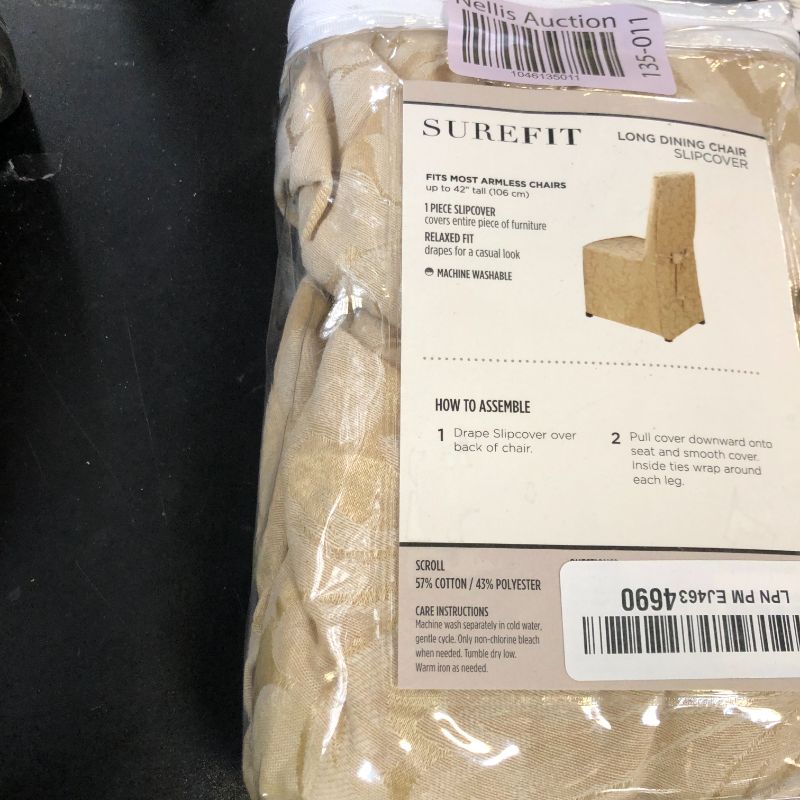 Nellis Auction
1046135011
135-011
SUREFIT
LONG DINING CHAIR
SLIPCOVER
FITS MOST ARMLESS CHAIRS
up to 42" tall (106 cm)
1 PIECE SLIPCOVER
covers entire piece of furniture
RELAXED FIT
drapes for a casual look
MACHINE WASHABLE
HOW TO ASSEMBLE
1 Drape Slipcover over
back of chair.
2 Pull cover downward onto
seat and smooth cover.
Inside ties wrap around
each leg.
SCROLL
57% COTTON / 43% POLYESTER
CARE INSTRUCTIONS
Machine wash separately in cold water,
gentle cycle. Only non-chlorine bleach
when needed. Tumble dry low.
Warm iron as needed.
LPN PM EJ4634690